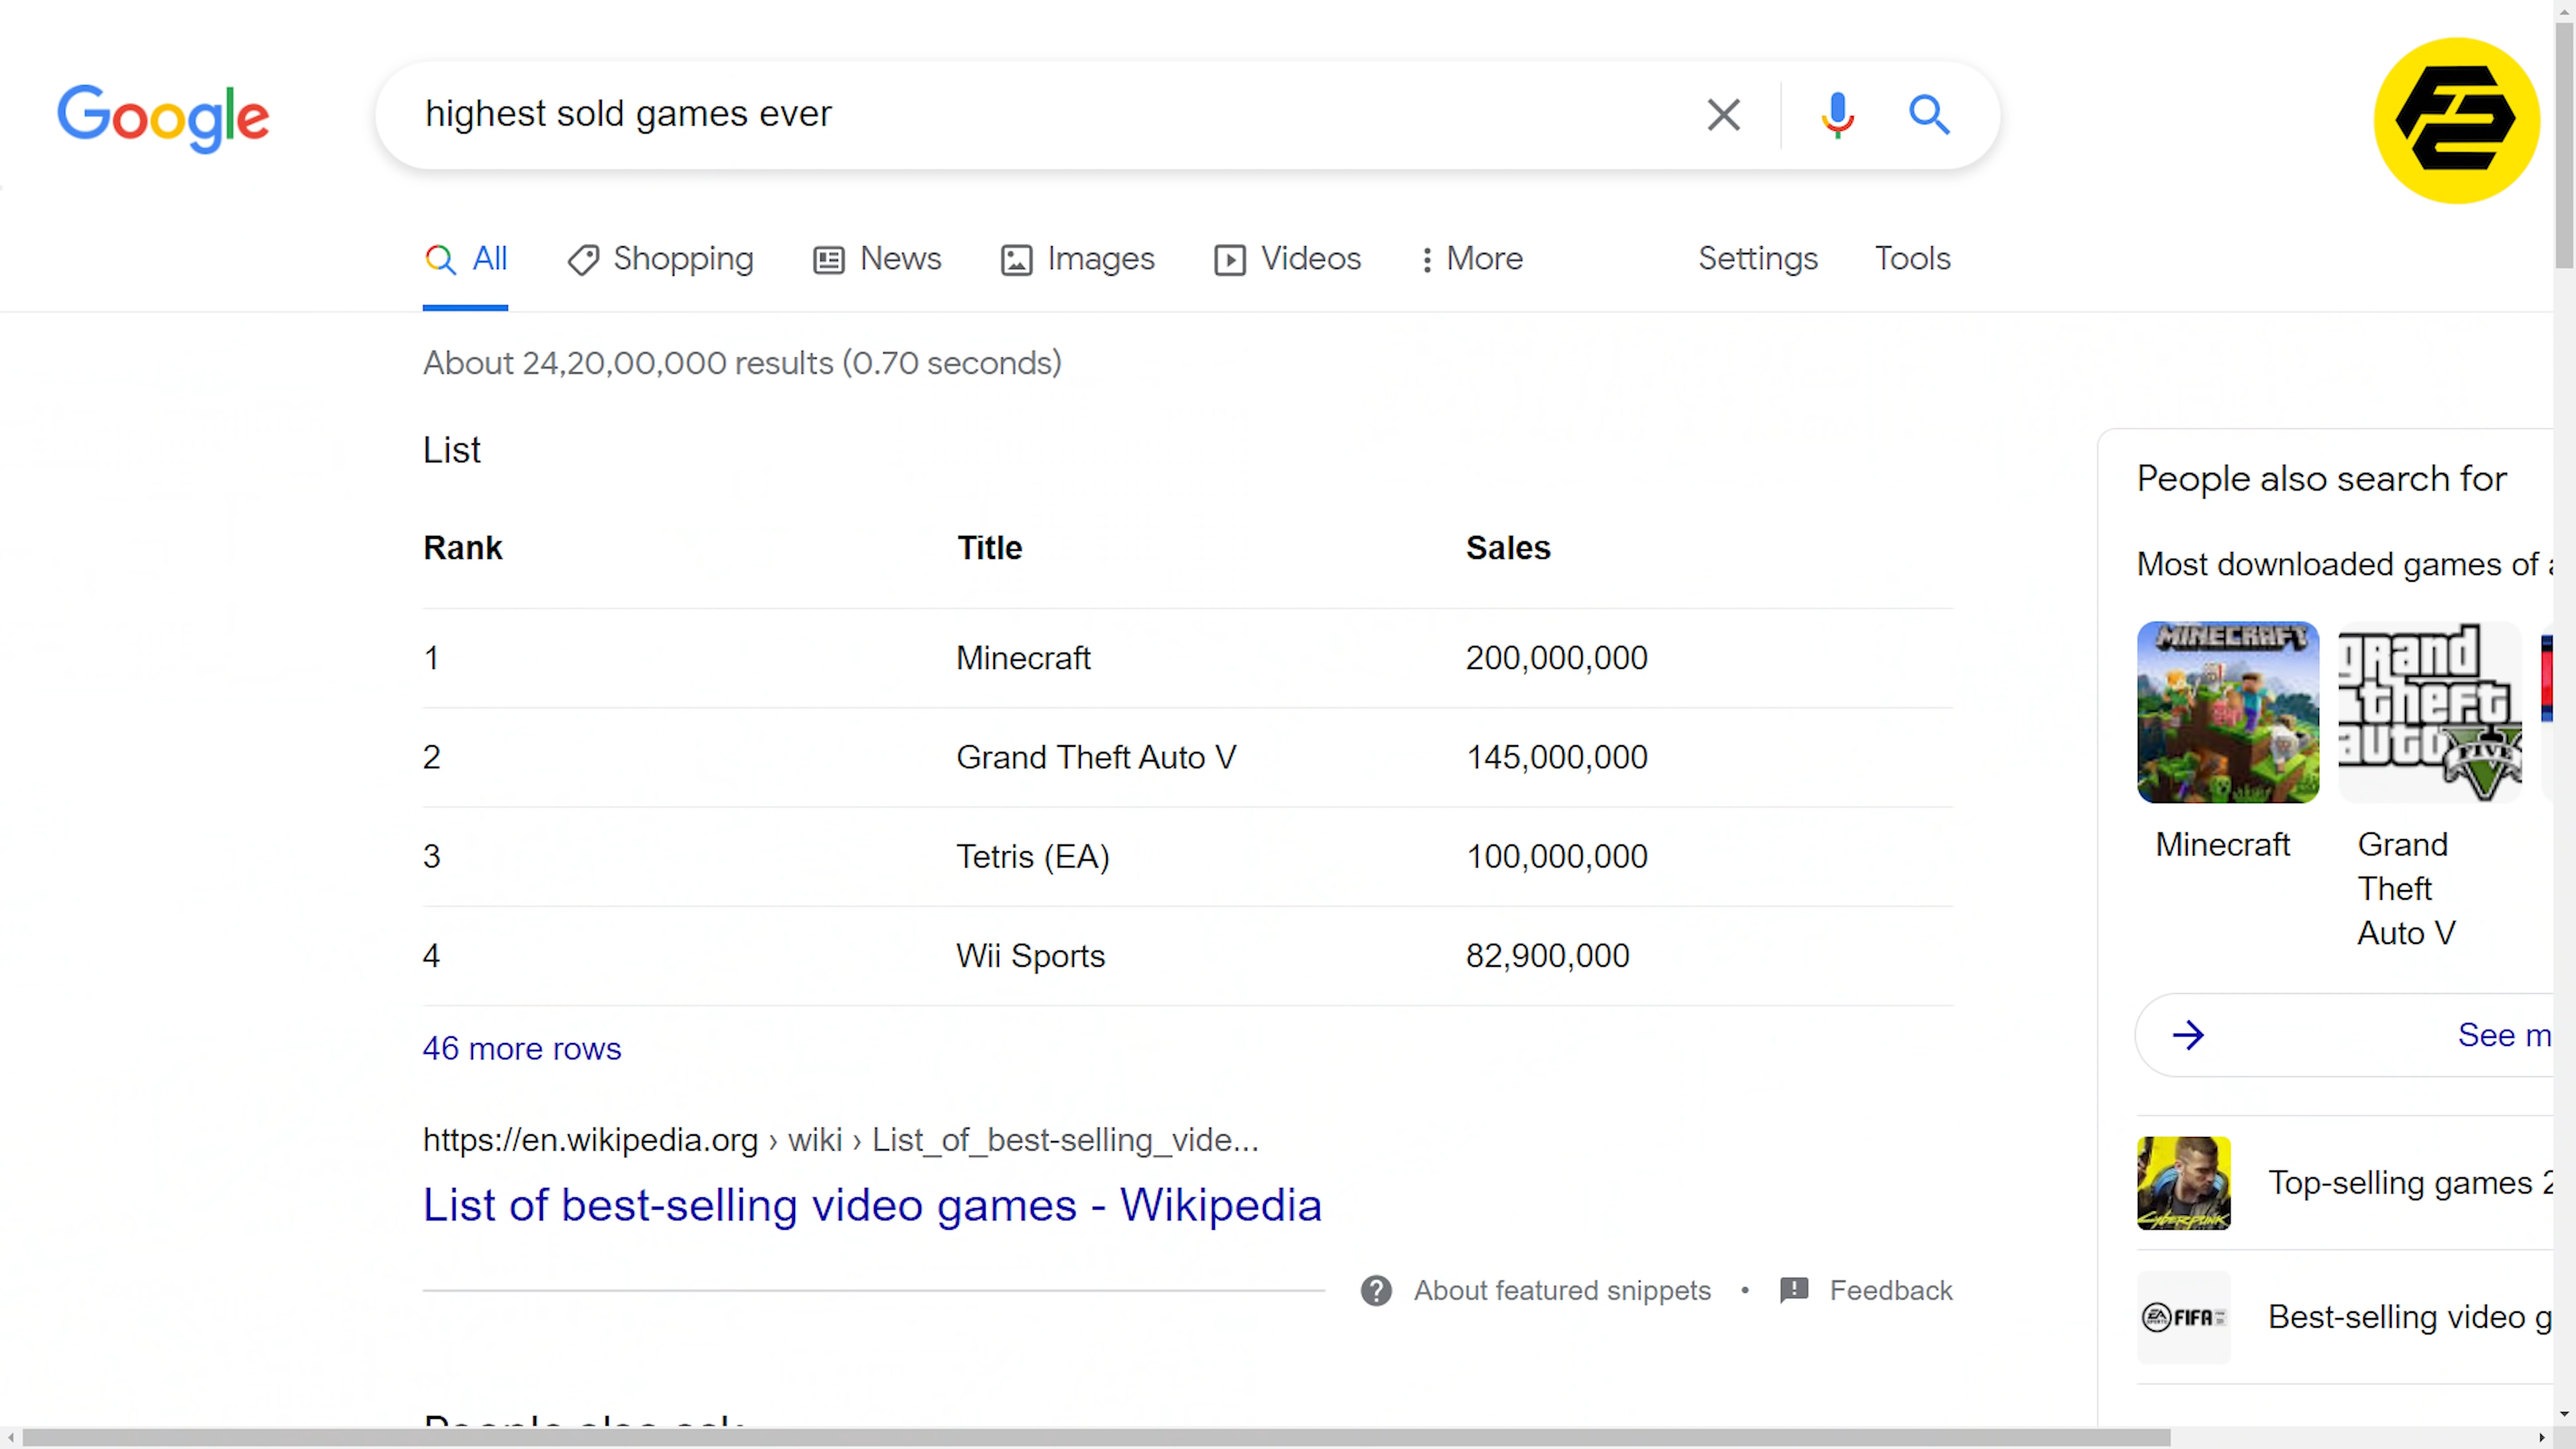 Google
highest sold games ever
All Shopping News Images Videos More Settings Tools
About 24,20,00,000 results (0.70 seconds)
List
Rank Title Sales
1 Minecraft 200,000,000
2 Grand Theft Auto V 145,000,000
3 Tetris (EA) 100,000,000
4 Wii Sports 82,900,000
46 more rows
https://en.wikipedia.org › wiki › List_of_best-selling_vide...
List of best-selling video games - Wikipedia
About featured snippets • Feedback
People also search for
Most downloaded games of
MINECRAFT
grand
theft
auto
FIVE
Minecraft
Grand
Theft
Auto V
See m
Cyberpunk
Top-selling games 2
EA SPORTS FIFA
Best-selling video g